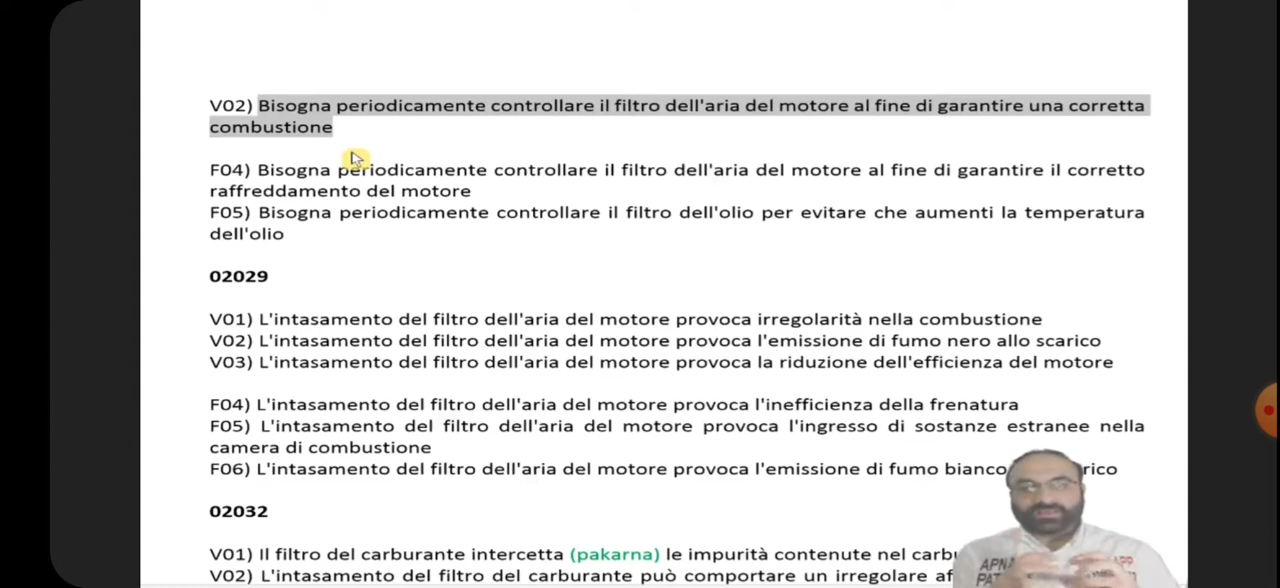 V02) Bisogna periodicamente controllare il filtro dell'aria del motore al fine di garantire una corretta
combustione
F04) Bisogna periodicamente controllare il filtro dell'aria del motore al fine di garantire il corretto
raffreddamento del motore
F05) Bisogna periodicamente controllare il filtro dell'olio per evitare che aumenti la temperatura
dell'olio
02029
V01) L'intasamento del filtro dell'aria del motore provoca irregolarità nella combustione
V02) L'intasamento del filtro dell'aria del motore provoca l'emissione di fumo nero allo scarico
V03) L'intasamento del filtro dell'aria del motore provoca la riduzione dell'efficienza del motore
F04) L'intasamento del filtro dell'aria del motore provoca l'inefficienza della frenatura
F05) L'intasamento del filtro dell'aria del motore provoca l'ingresso di sostanze estranee nella
camera di combustione
F06) L'intasamento del filtro dell'aria del motore provoca l'emissione di fumo bianco
02032
V01) Il filtro del carburante intercetta (pakarna) le impurità contenute nel
V02) L'intasamento del filtro del carburante può comportare un irregolare
APNA